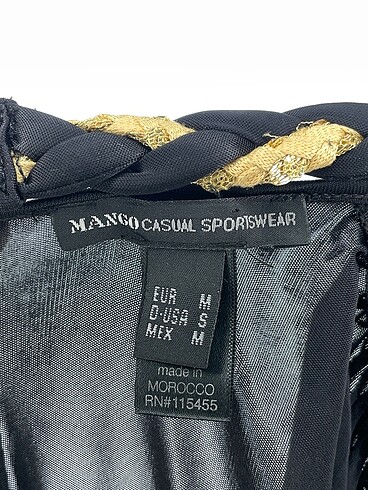 MANGO CASUAL SPORTSWEAR
EUR M
D·USA S
MEX M
made in
MOROCCO
RN#115455